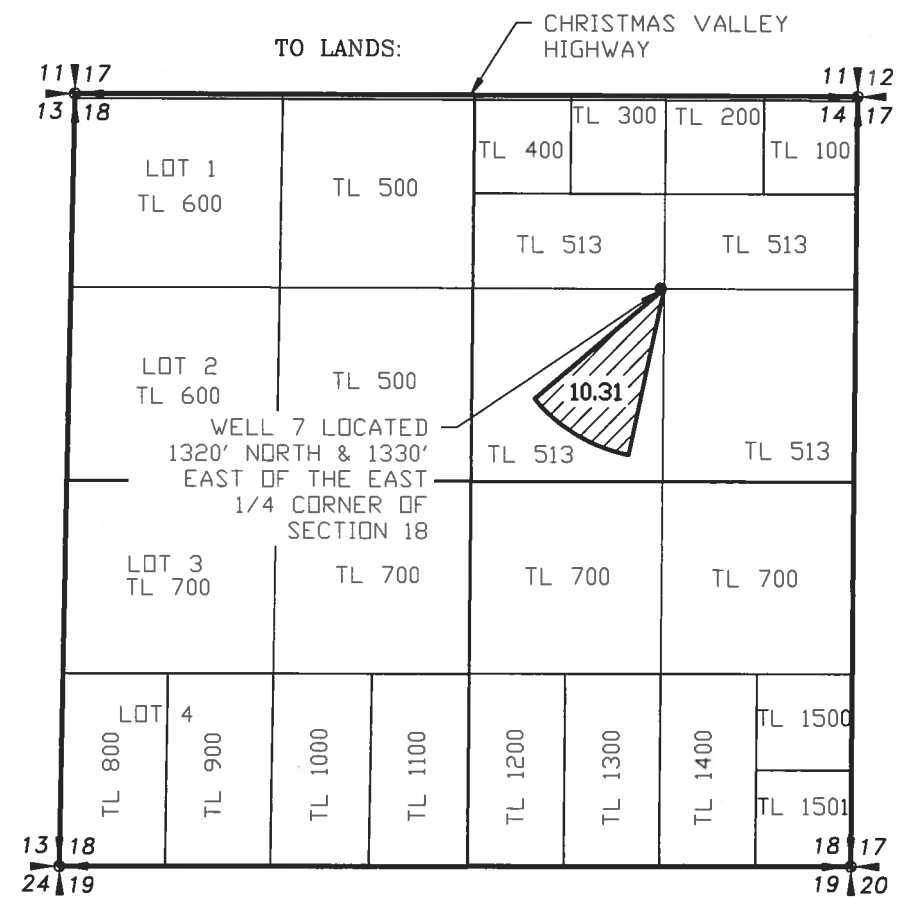 CHRISTMAS VALLEY
HIGHWAY
TO LANDS:
11 17
13 18
11 12
14 17
LOT 1
TL 600
TL 500
TL 400
TL 300
TL 200
TL 100
TL 513
TL 513
LOT 2
TL 600
TL 500
10.31
WELL 7 LOCATED
1320' NORTH & 1330'
EAST OF THE EAST
1/4 CORNER OF
SECTION 18
TL 513
TL 513
LOT 3
TL 700
TL 700
TL 700
TL 700
LOT 4
TL 800
TL 900
TL 1000
TL 1100
TL 1200
TL 1300
TL 1400
TL 1500
TL 1501
13 18
24 19
18 17
19 20